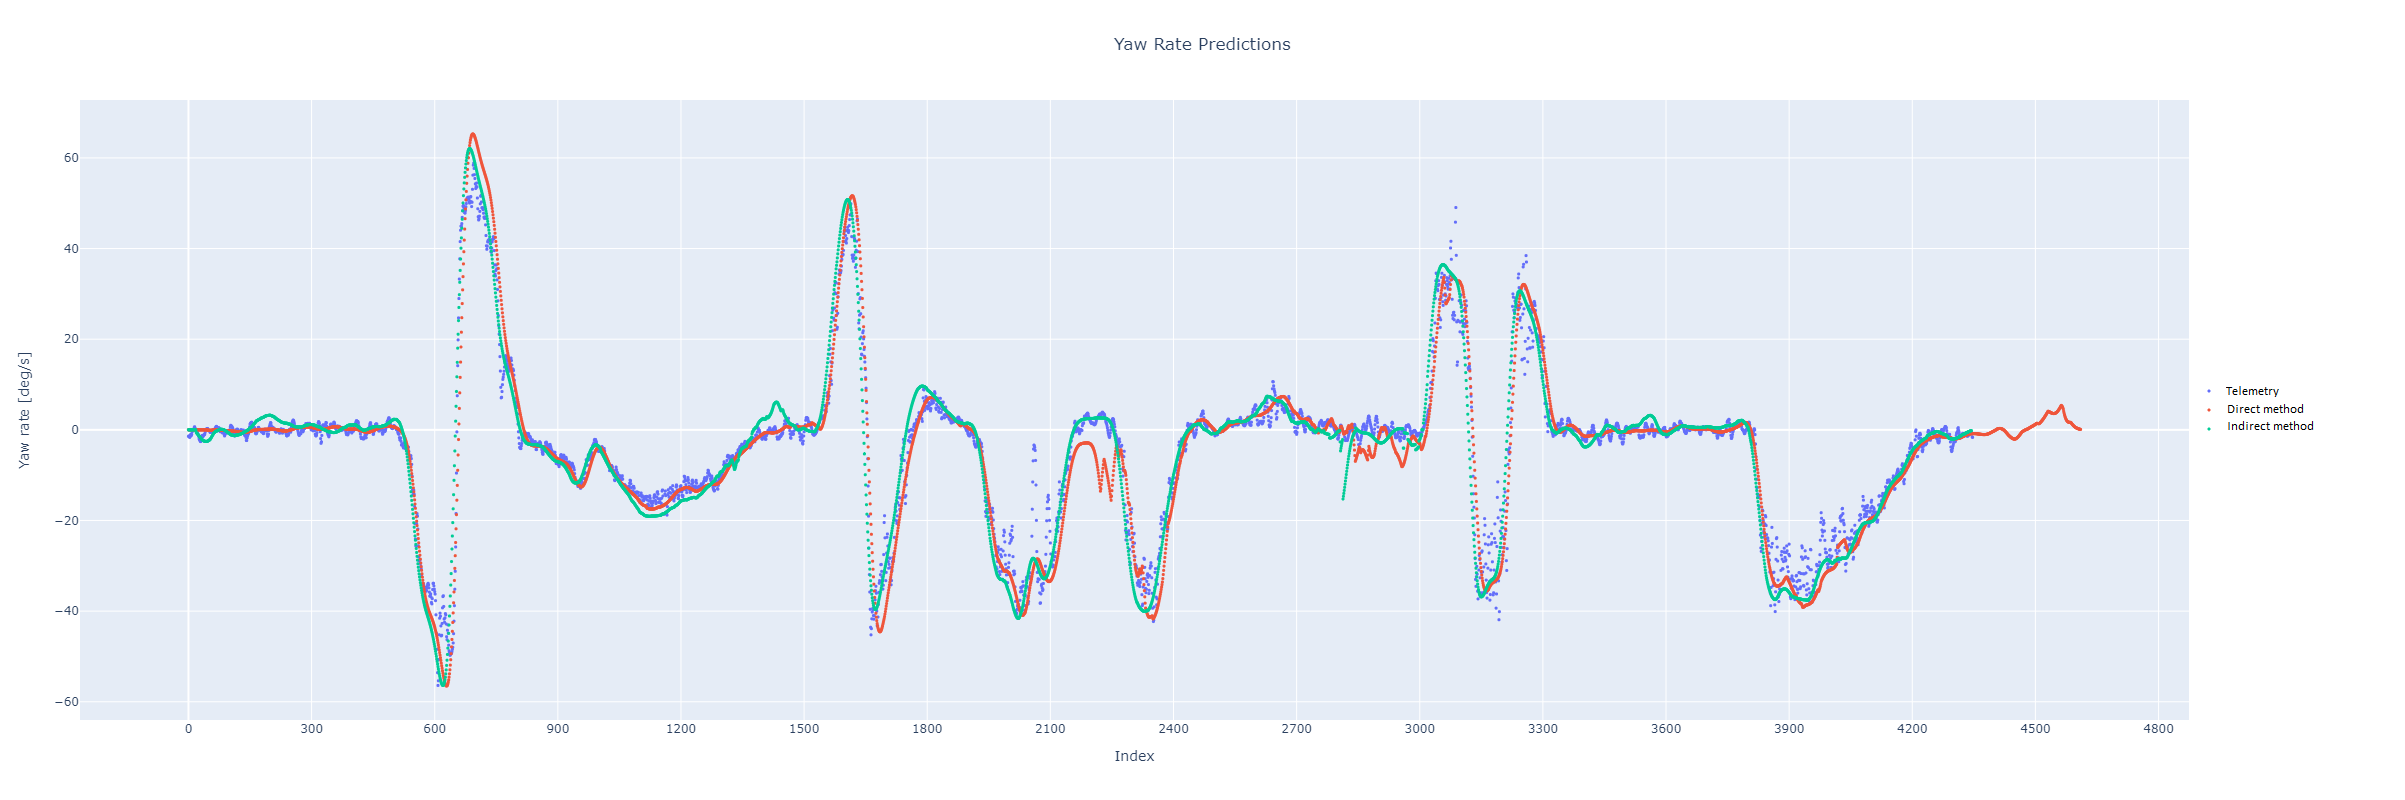 Yaw Rate Predictions
60
40
20
0
−20
−40
−60
Yaw rate [deg/s]
0 300 600 900 1200 1500 1800 2100 2400 2700 3000 3300 3600 3900 4200 4500 4800
Index
Telemetry
Direct method
Indirect method